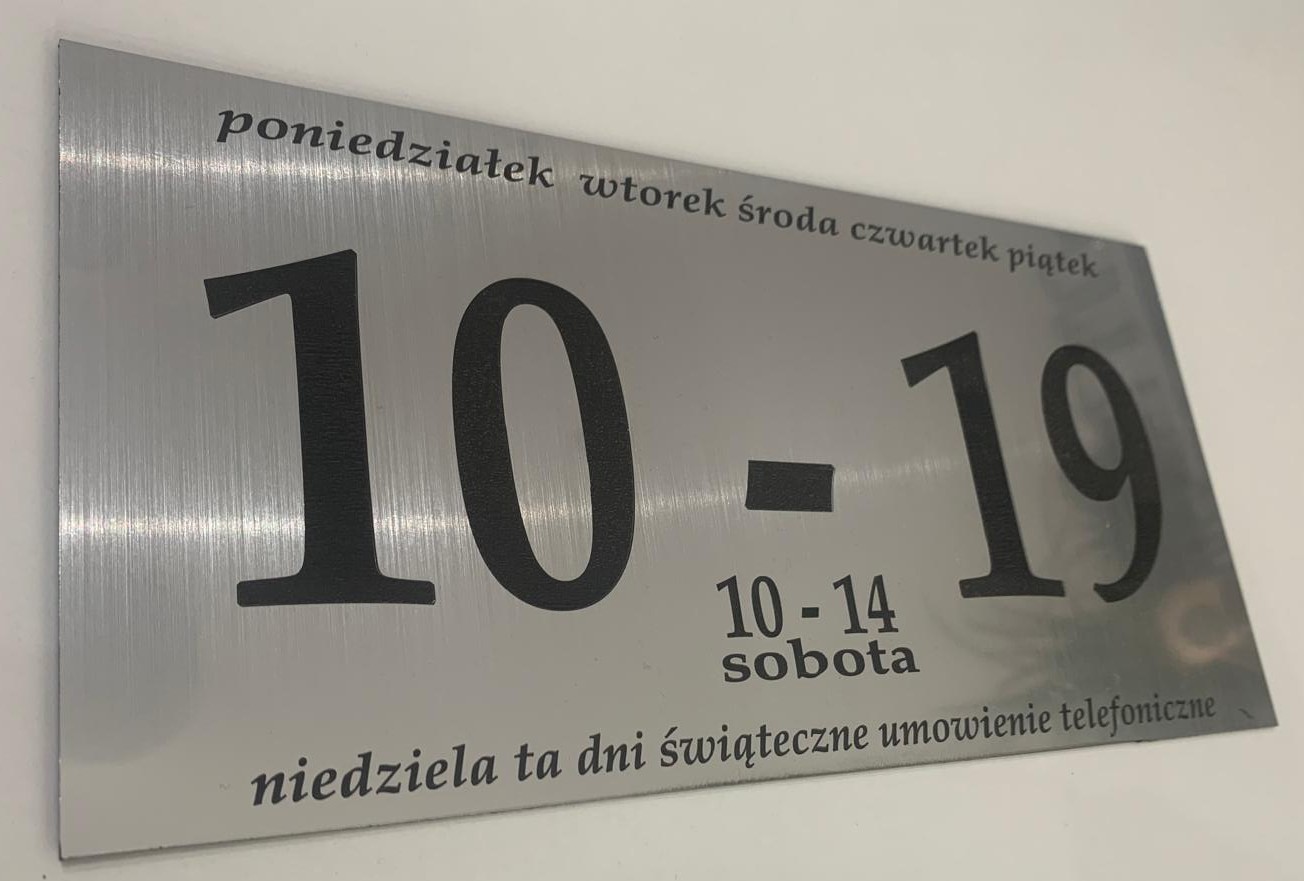 poniedziałek wtorek środa czwartek piątek
10 - 19
10 - 14
sobota
niedziela ta dni świąteczne umowienie telefoniczne